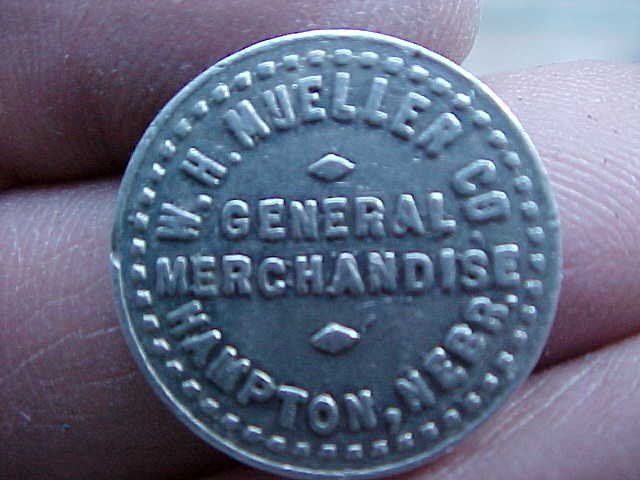 W. H. MUELLER CO
GENERAL
MERCHANDISE
HAMPTON, NEBR.